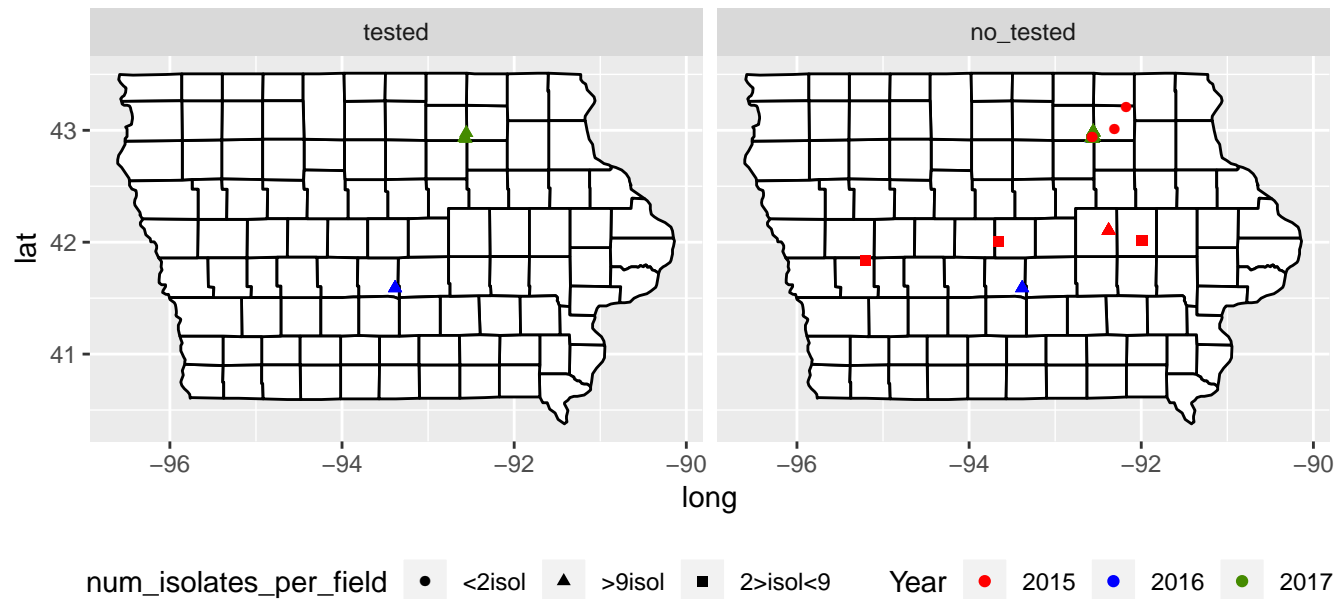 tested no_tested
43
42
41
lat
−96 −94 −92 −90 −96 −94 −92 −90
long
num_isolates_per_field <2isol >9isol 2>isol<9 Year 2015 2016 2017